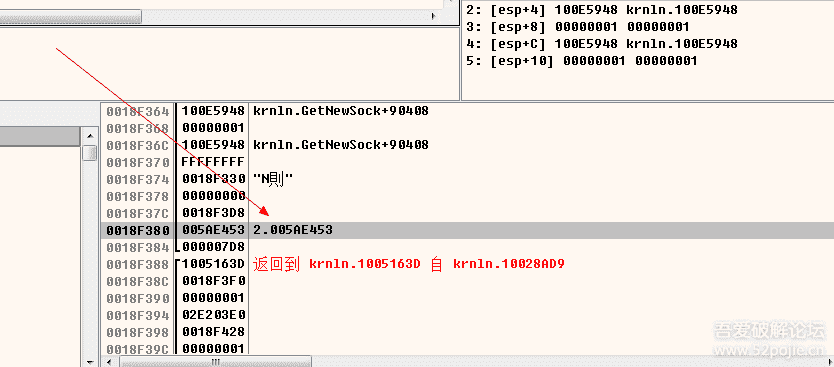 2: [esp+4] 100E5948 krnln.100E5948
3: [esp+8] 00000001 00000001
4: [esp+C] 100E5948 krnln.100E5948
5: [esp+10] 00000001 00000001
0018F364 100E5948 krnln.GetNewSock+90408
0018F368 00000001
0018F36C 100E5948 krnln.GetNewSock+90408
0018F370 FFFFFFFF
0018F374 0018F330 "N則"
0018F378 00000000
0018F37C 0018F3D8
0018F380 005AE453 2.005AE453
0018F384 000007D8
0018F388 1005163D 返回到 krnln.1005163D 自 krnln.10028AD9
0018F38C 0018F3F0
0018F390 00000001
0018F394 02E203E0
0018F398 0018F428
0018F39C 00000001
吾爱破解论坛
www.52pojie.cn